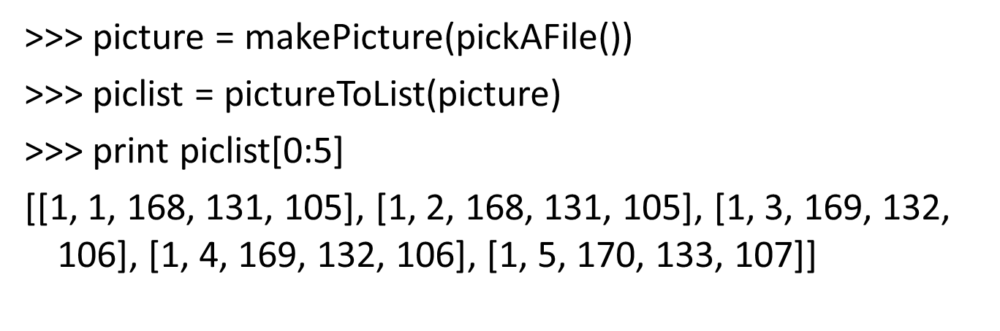 >>> picture = makePicture(pickAFile())
>>> piclist = pictureToList(picture)
>>> print piclist[0:5]
[[1, 1, 168, 131, 105], [1, 2, 168, 131, 105], [1, 3, 169, 132,
106], [1, 4, 169, 132, 106], [1, 5, 170, 133, 107]]